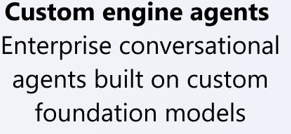 Custom engine agents
Enterprise conversational
agents built on custom
foundation models